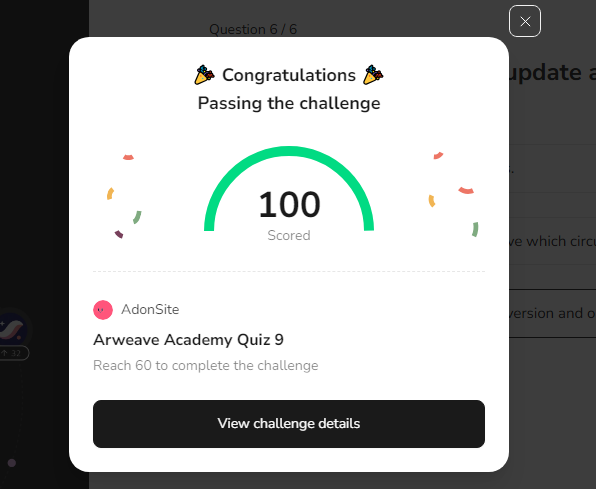 Question 6 / 6
update a
Congratulations
Passing the challenge
100
Scored
ve which circu
AdonSite
version and o
32
Arweave Academy Quiz 9
Reach 60 to complete the challenge
View challenge details